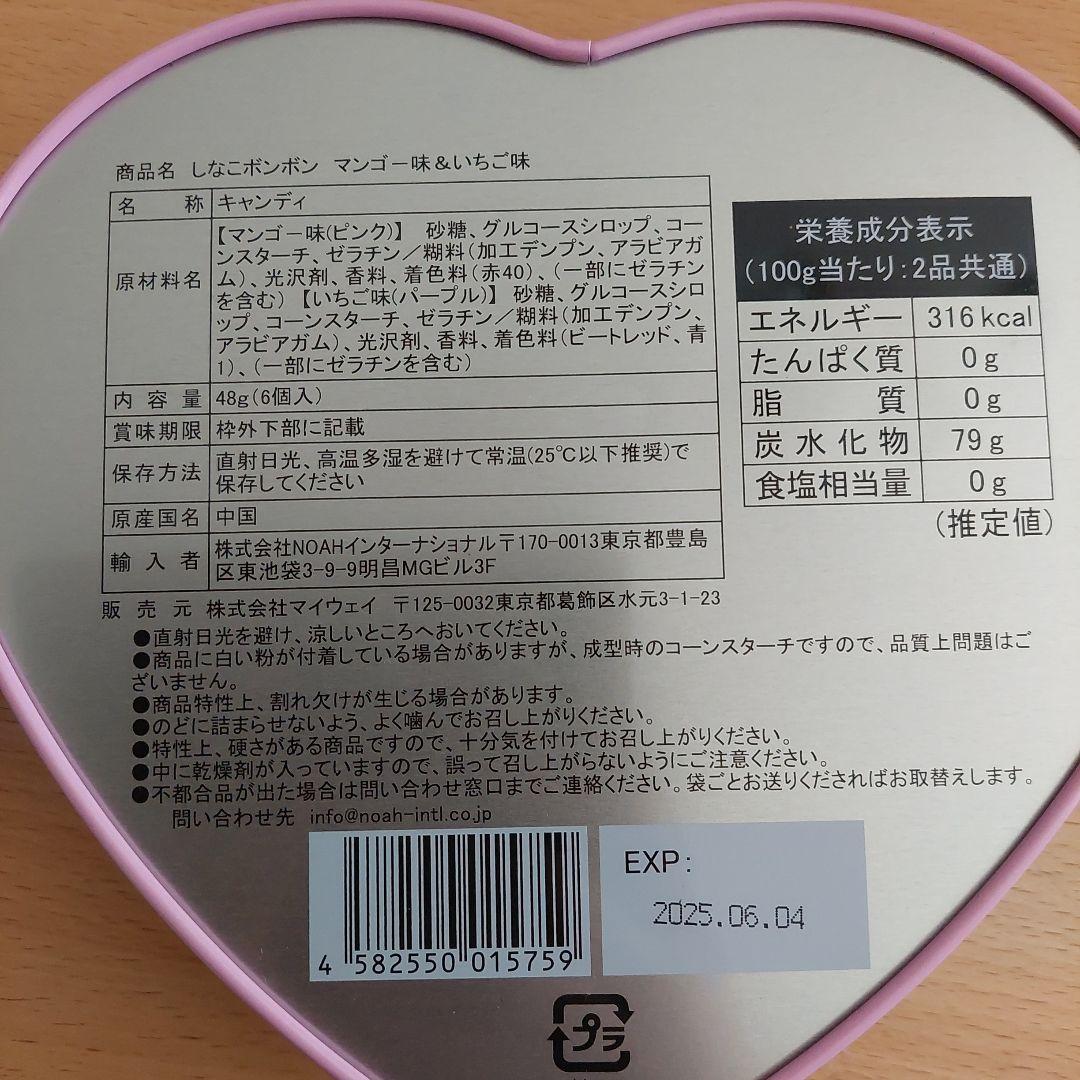 商品名 しなこボンボン マンゴー味&いちご味
名称 キャンディ
原材料名 【マンゴー味(ピンク)】 砂糖、グルコースシロップ、コー
ンスターチ、ゼラチン/糊料(加工デンプン、アラビアガ
ム)、光沢剤、香料、着色料(赤40)、(一部にゼラチン
を含む)【いちご味(パープル)】 砂糖、グルコースシロ
ップ、コーンスターチ、ゼラチン/糊料(加工デンプン、
アラビアガム)、光沢剤、香料、着色料(ビートレッド、青
1)、(一部にゼラチンを含む)
内容量 48g(6個入)
賞味期限 枠外下部に記載
保存方法 直射日光、高温多湿を避けて常温(25℃以下推奨)で
保存してください
原産国名 中国
輸入者 株式会社NOAHインターナショナル〒170-0013東京都豊島
区東池袋3-9-9明昌MGビル3F
販売元 株式会社マイウェイ 〒125-0032東京都葛飾区水元3-1-23
栄養成分表示
(100g当たり:2品共通)
エネルギー 316kcal
たんぱく質 0g
脂質 0g
炭水化物 79g
食塩相当量 0g
(推定値)
●直射日光を避け、涼しいところへおいてください。
●商品に白い粉が付着している場合がありますが、成型時のコーンスターチですので、品質上問題はご
ざいません。
●商品特性上、割れ欠けが生じる場合があります。
●のどに詰まらせないよう、よく噛んでお召し上がりください。
●特性上、硬さがある商品ですので、十分気を付けてお召し上がりください。
●中に乾燥剤が入っていますので、誤って召し上がらないようにご注意ください。
●不都合品が出た場合は問い合わせ窓口までご連絡ください。袋ごとお送りくださればお取替えします。
問い合わせ先 info@noah-intl.co.jp
4 582550 015759
EXP:
2025.06.04
プラ